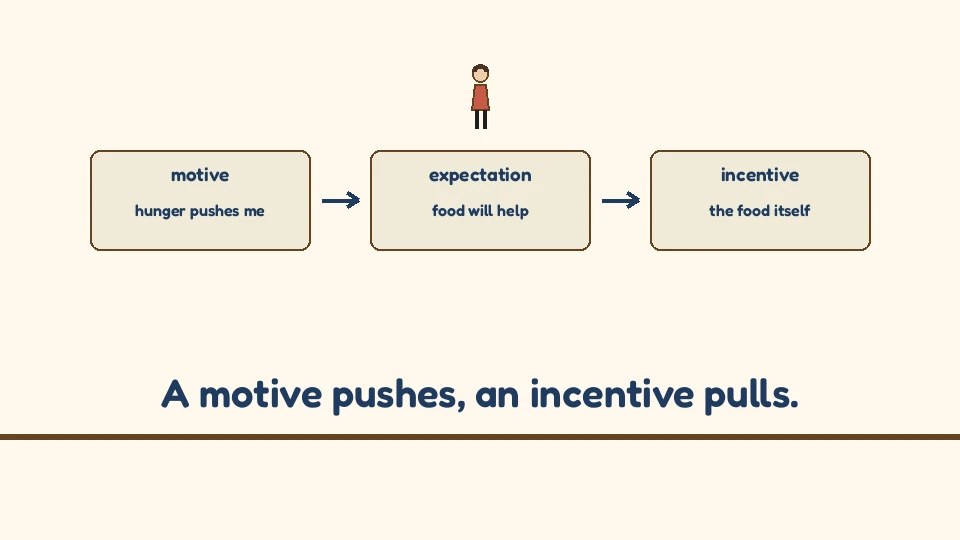 motive
hunger pushes me
expectation
food will help
incentive
the food itself
A motive pushes, an incentive pulls.